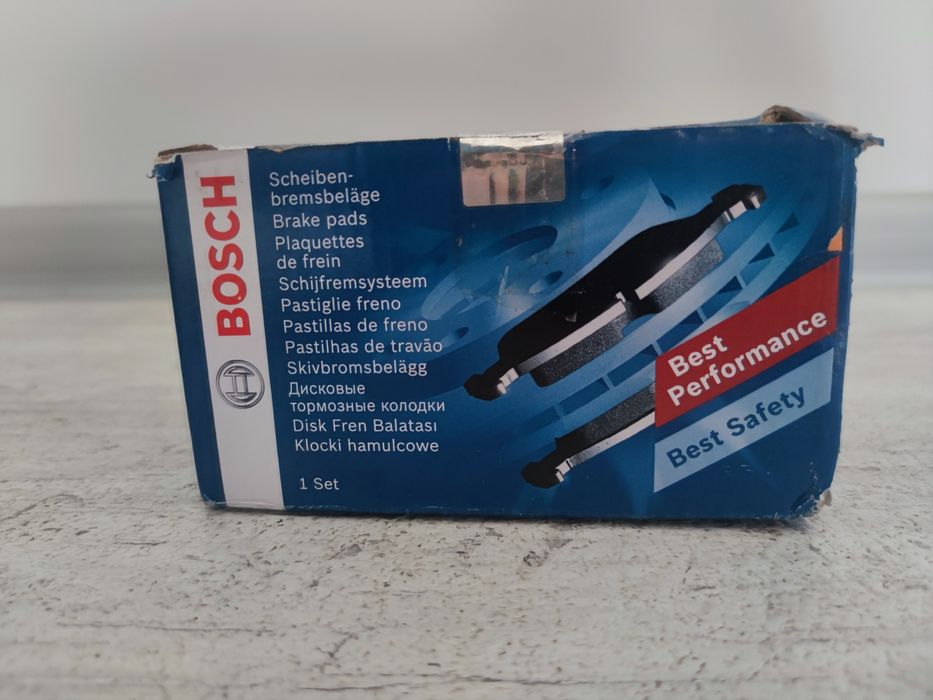 BOSCH
Scheiben-
bremsbeläge
Brake pads
Plaquettes
de frein
Schijfremsysteem
Pastiglie freno
Pastillas de freno
Pastilhas de travão
Skivbromsbelägg
Дисковые
тормозные колодки
Disk Fren Balatası
Klocki hamulcowe
1 Set
Best
Performance
Best Safety